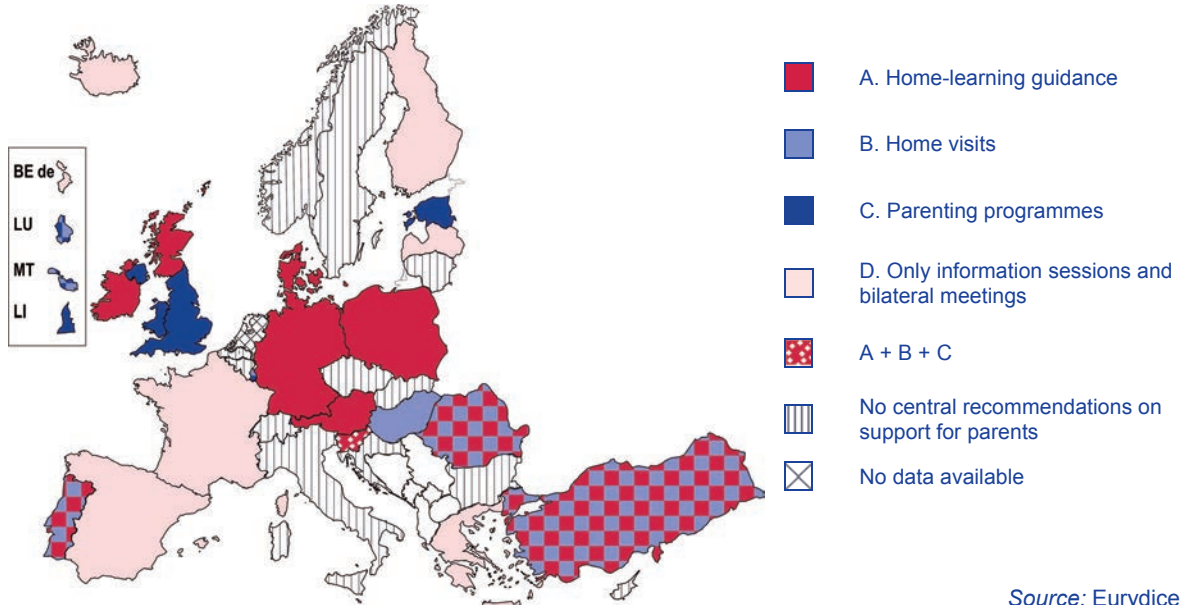 BE de
LU
MT
LI
A. Home-learning guidance
B. Home visits
C. Parenting programmes
D. Only information sessions and
bilateral meetings
A + B + C
No central recommendations on
support for parents
No data available
Source: Eurydice